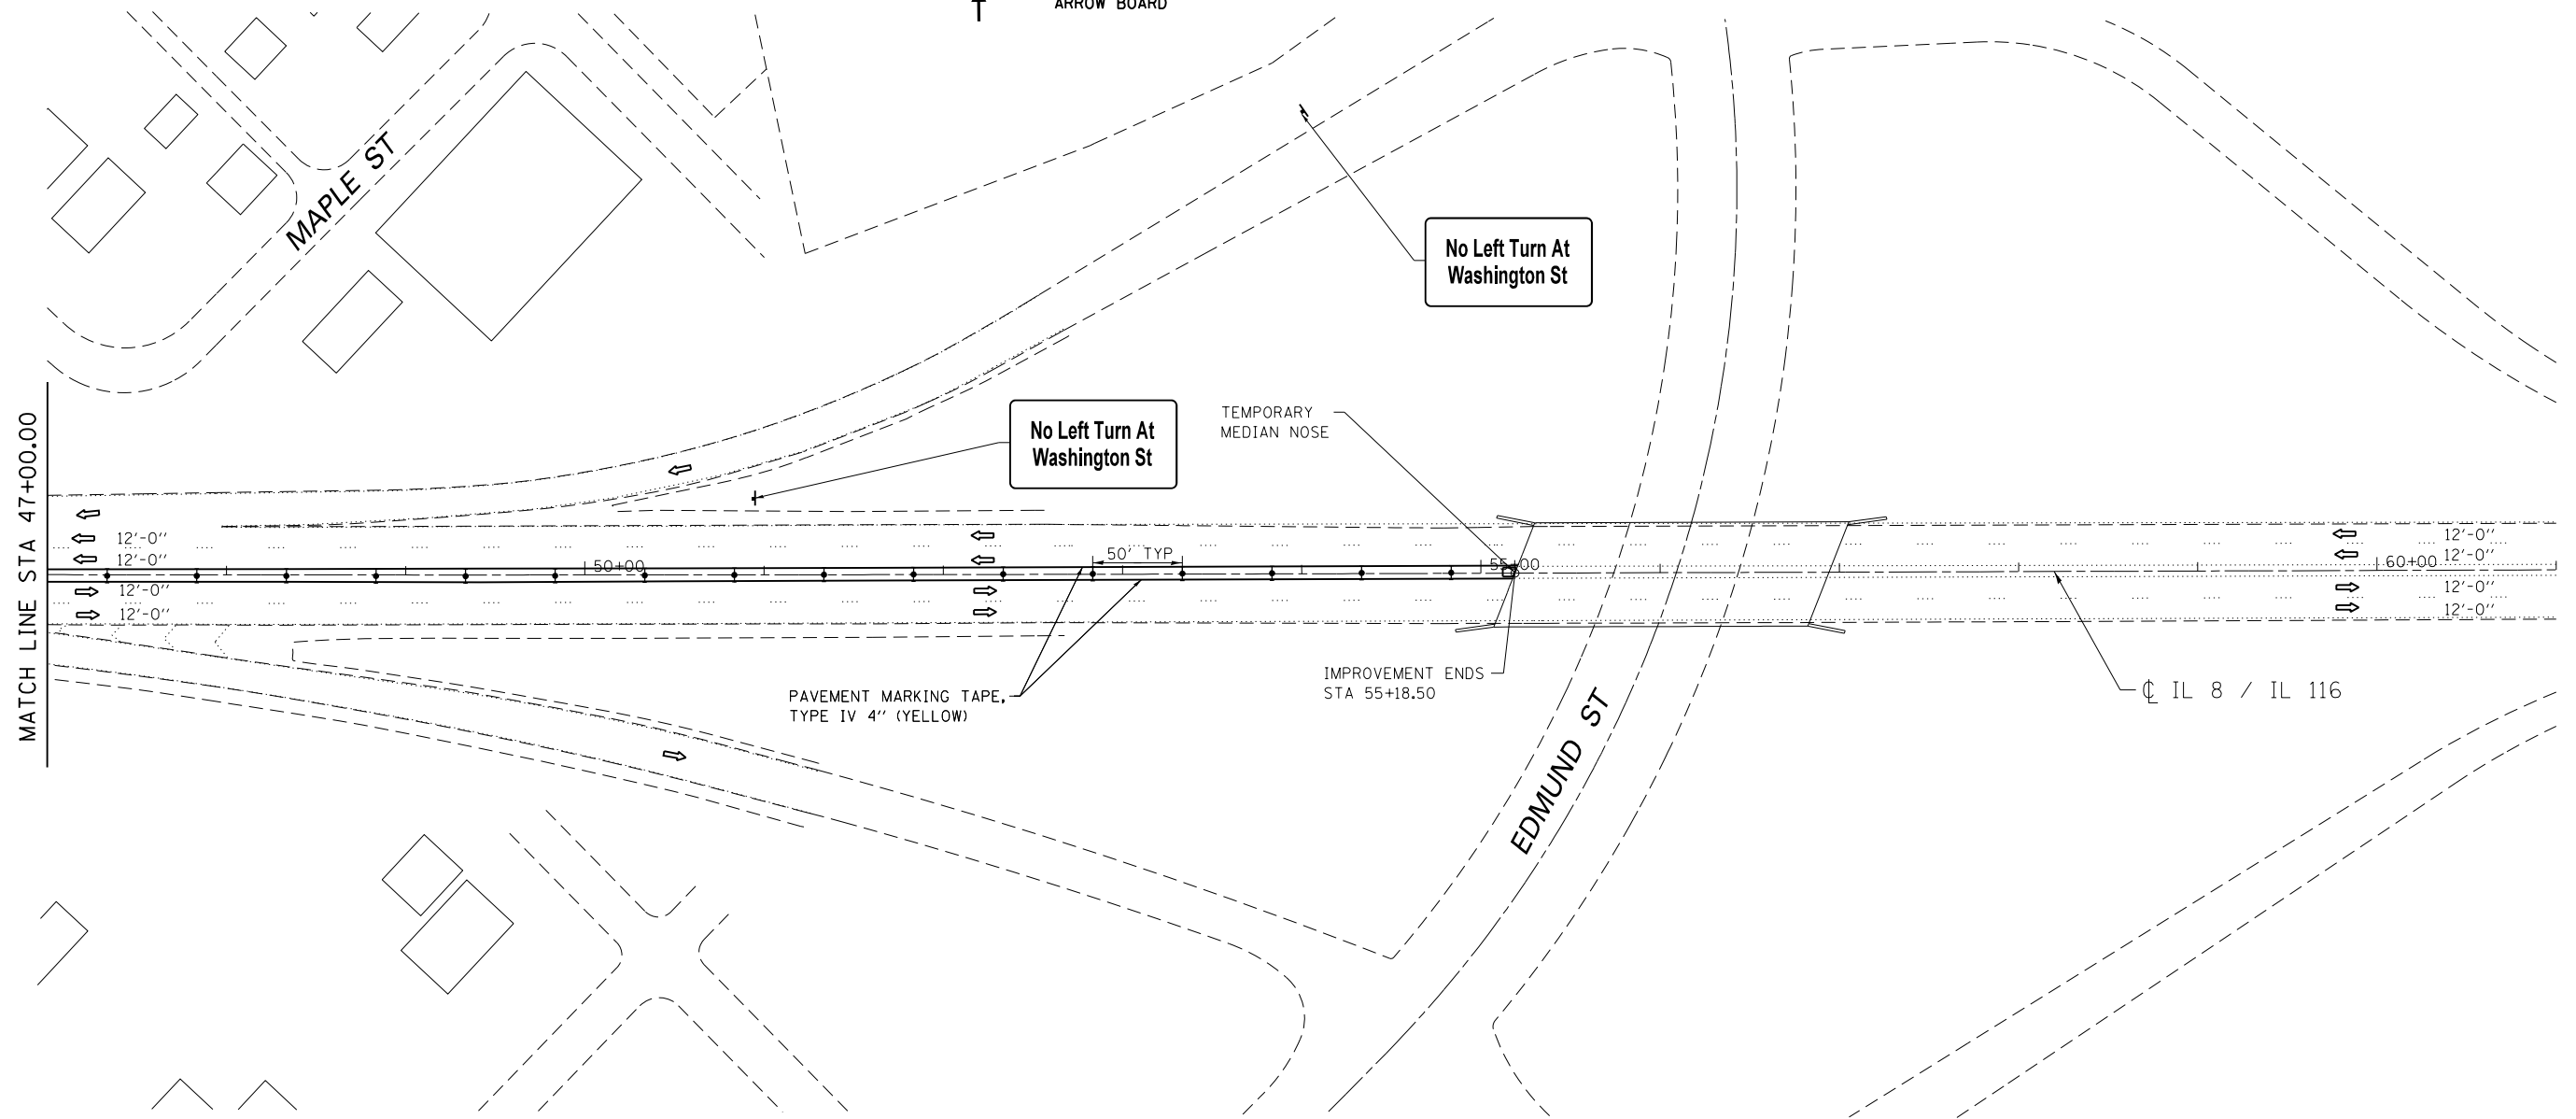 ARROW BOARD
MAPLE ST
No Left Turn At
Washington St
No Left Turn At
Washington St
TEMPORARY
MEDIAN NOSE
MATCH LINE STA 47+00.00
12'-0"
12'-0"
12'-0"
12'-0"
50+00
50' TYP
55+00
60+00
12'-0"
12'-0"
12'-0"
12'-0"
PAVEMENT MARKING TAPE,
TYPE IV 4" (YELLOW)
IMPROVEMENT ENDS
STA 55+18.50
EDMUND ST
℄ IL 8 / IL 116